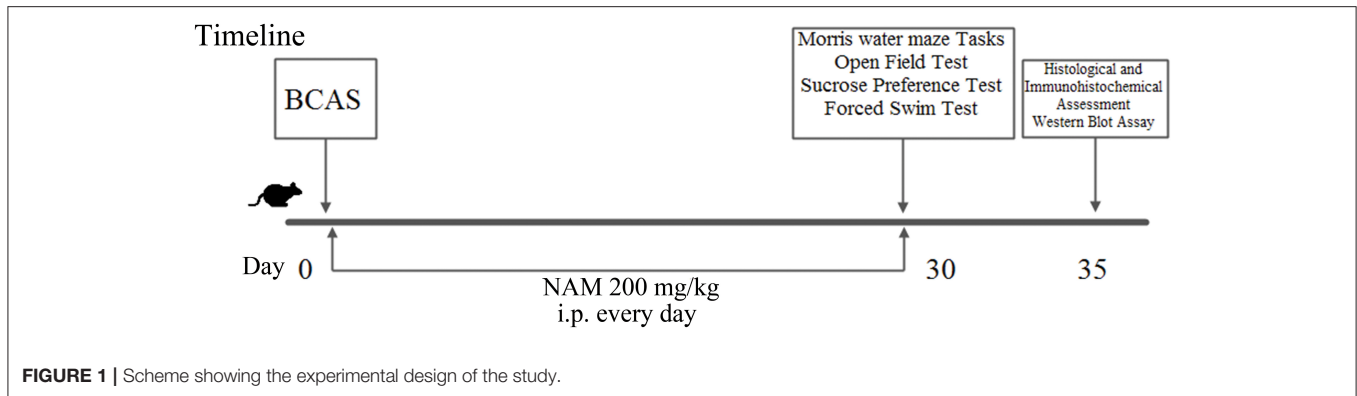 Timeline
BCAS
Morris water maze Tasks
Open Field Test
Sucrose Preference Test
Forced Swim Test
Histological and
Immunohistochemical
Assessment
Western Blot Assay
Day 0
30
35
NAM 200 mg/kg
i.p. every day
FIGURE 1 | Scheme showing the experimental design of the study.